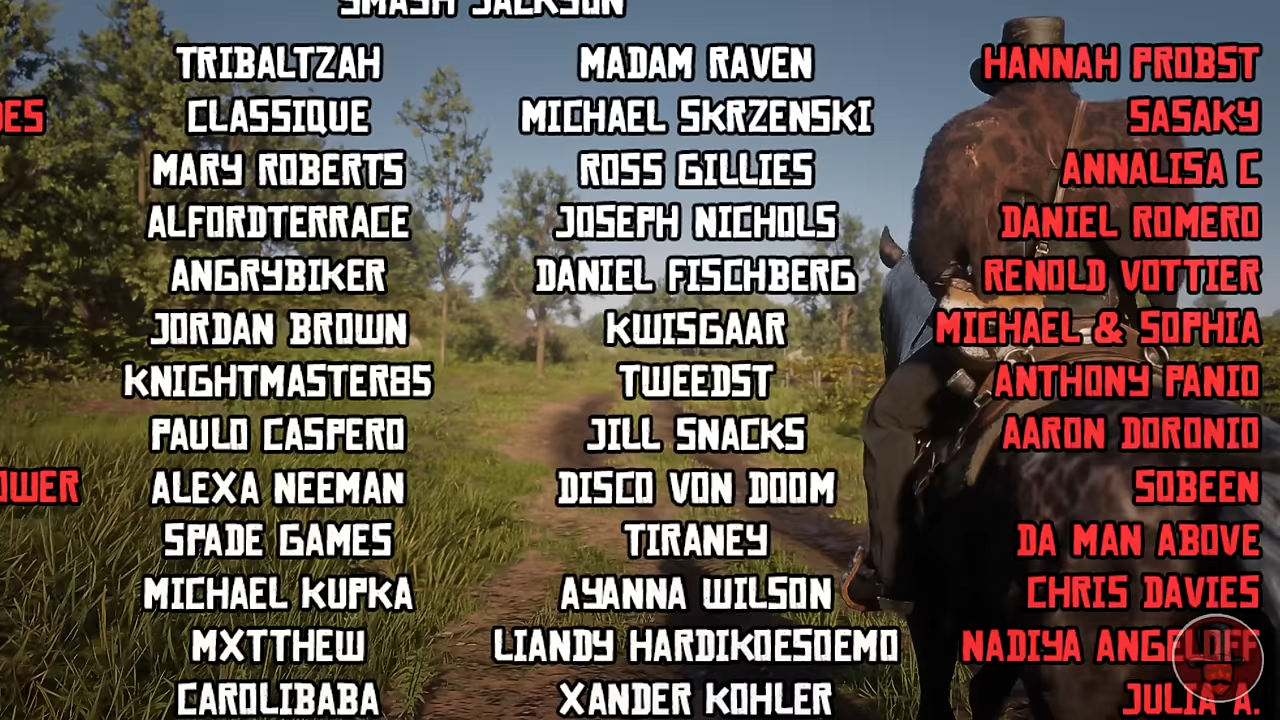 SMASH JACKSON
TRIBALTZAH
CLASSIQUE
MARY ROBERTS
ALFORDTERRACE
ANGRYBIKER
JORDAN BROWN
KNIGHTMASTER85
PAULO CASPERO
ALEXA NEEMAN
SPADE GAMES
MICHAEL KUPKA
MXTTHEW
CAROLIBABA
MADAM RAVEN
MICHAEL SKRZENSKI
ROSS GILLIES
JOSEPH NICHOLS
DANIEL FISCHBERG
KWISGAAR
TWEEDST
JILL SNACKS
DISCO VON DOOM
TIRANEY
AYANNA WILSON
LIANDY HARDIKOESOEMO
XANDER KOHLER
HANNAH PROBST
SASAKY
ANNALISA C
DANIEL ROMERO
RENOLD VOTTIER
MICHAEL & SOPHIA
ANTHONY PANIO
AARON DORONIO
SOBEEN
DA MAN ABOVE
CHRIS DAVIES
NADIYA ANGELOFF
JULIA A.